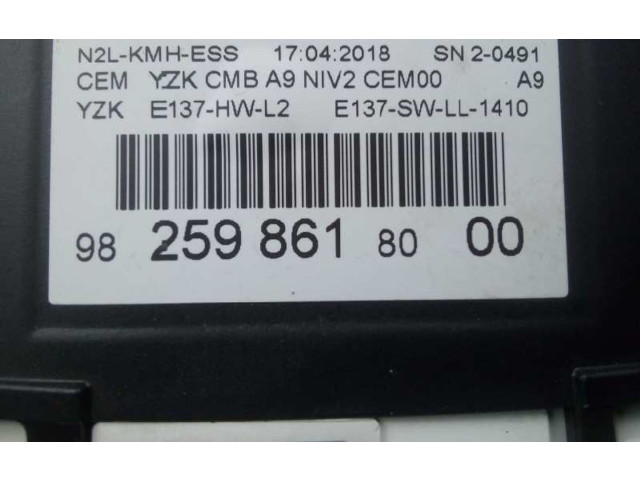 N2L-KMH-ESS 17:04:2018 SN 2-0491
CEM YZK CMB A9 NIV2 CEM00 A9
YZK E137-HW-L2 E137-SW-LL-1410
98 259 861 80 00